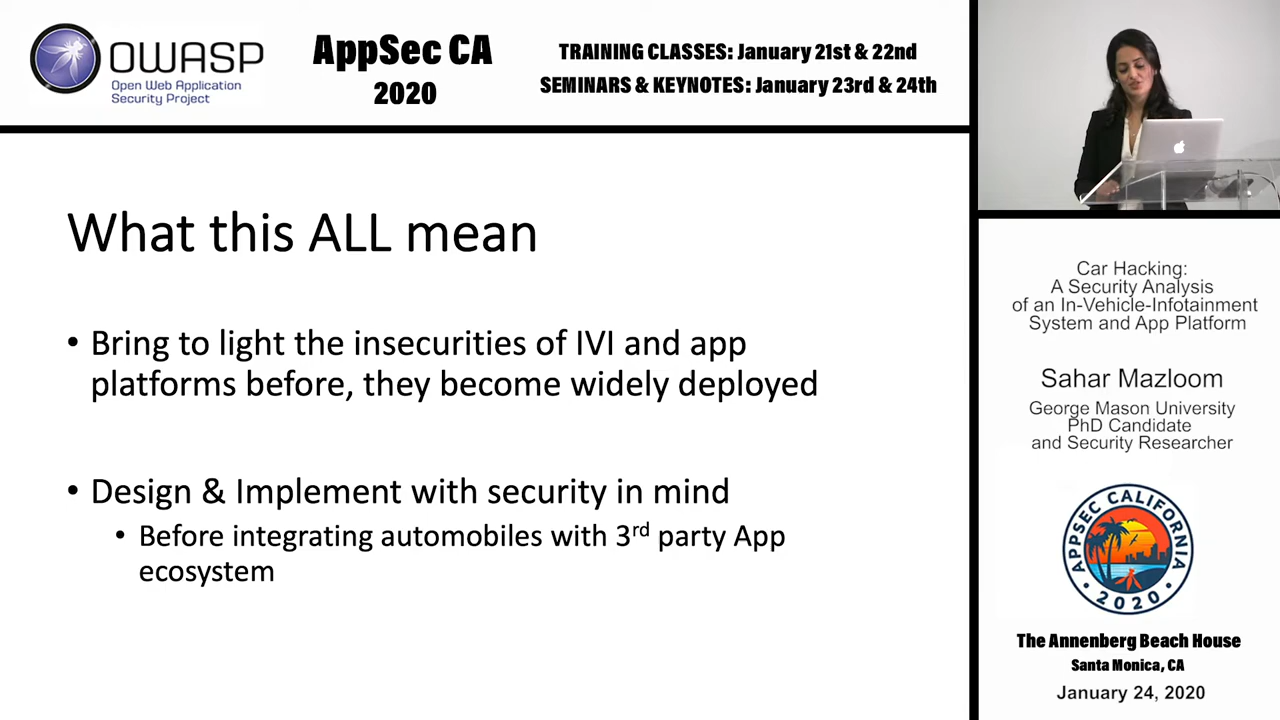 OWASP
Open Web Application
Security Project
AppSec CA
2020
TRAINING CLASSES: January 21st & 22nd
SEMINARS & KEYNOTES: January 23rd & 24th
What this ALL mean
• Bring to light the insecurities of IVI and app
platforms before, they become widely deployed
• Design & Implement with security in mind
• Before integrating automobiles with 3rd party App
ecosystem
Car Hacking:
A Security Analysis
of an In-Vehicle-Infotainment
System and App Platform
Sahar Mazloom
George Mason University
PhD Candidate
and Security Researcher
APPSEC CALIFORNIA
• 2020 •
The Annenberg Beach House
Santa Monica, CA
January 24, 2020